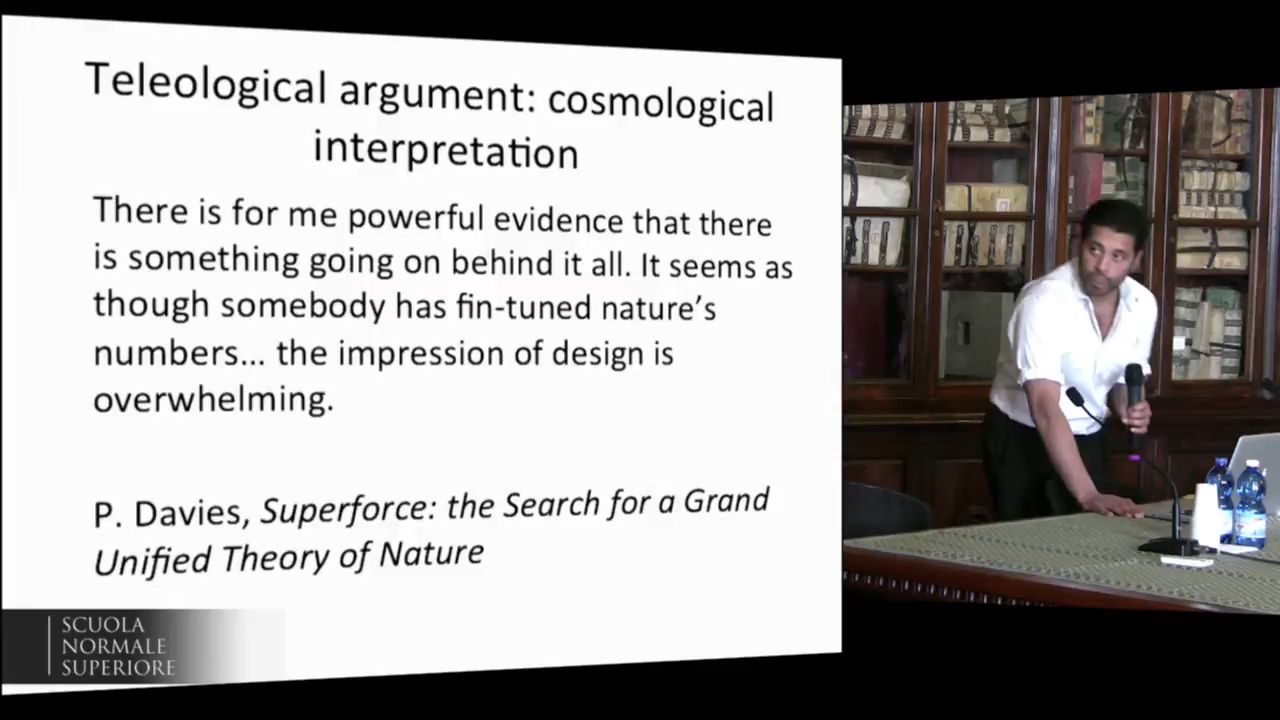 Teleological argument: cosmological
interpretation
There is for me powerful evidence that there
is something going on behind it all. It seems as
though somebody has fin-tuned nature's
numbers... the impression of design is
overwhelming.
P. Davies, Superforce: the Search for a Grand
Unified Theory of Nature
SCUOLA
NORMALE
SUPERIORE